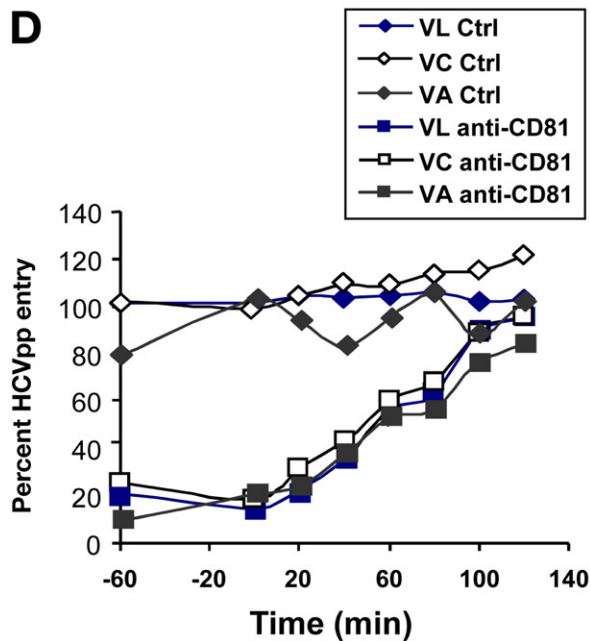 D
VL Ctrl
VC Ctrl
VA Ctrl
VL anti-CD81
VC anti-CD81
VA anti-CD81
Percent HCVpp entry
140
120
100
80
60
40
20
0
-60 -20 20 60 100 140
Time (min)